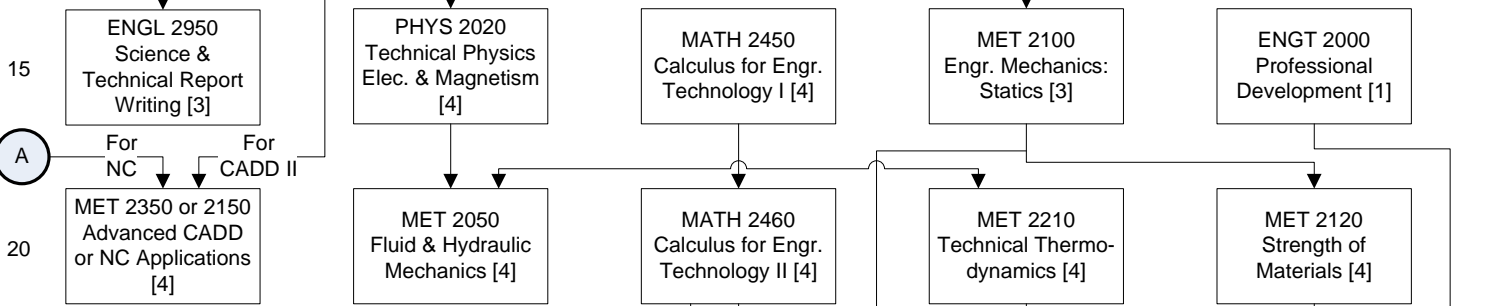 15
ENGL 2950
Science &
Technical Report
Writing [3]
PHYS 2020
Technical Physics
Elec. & Magnetism
[4]
MATH 2450
Calculus for Engr.
Technology I [4]
MET 2100
Engr. Mechanics:
Statics [3]
ENGT 2000
Professional
Development [1]
A
For
NC
For
CADD II
20
MET 2350 or 2150
Advanced CADD
or NC Applications
[4]
MET 2050
Fluid & Hydraulic
Mechanics [4]
MATH 2460
Calculus for Engr.
Technology II [4]
MET 2210
Technical Thermo-
dynamics [4]
MET 2120
Strength of
Materials [4]